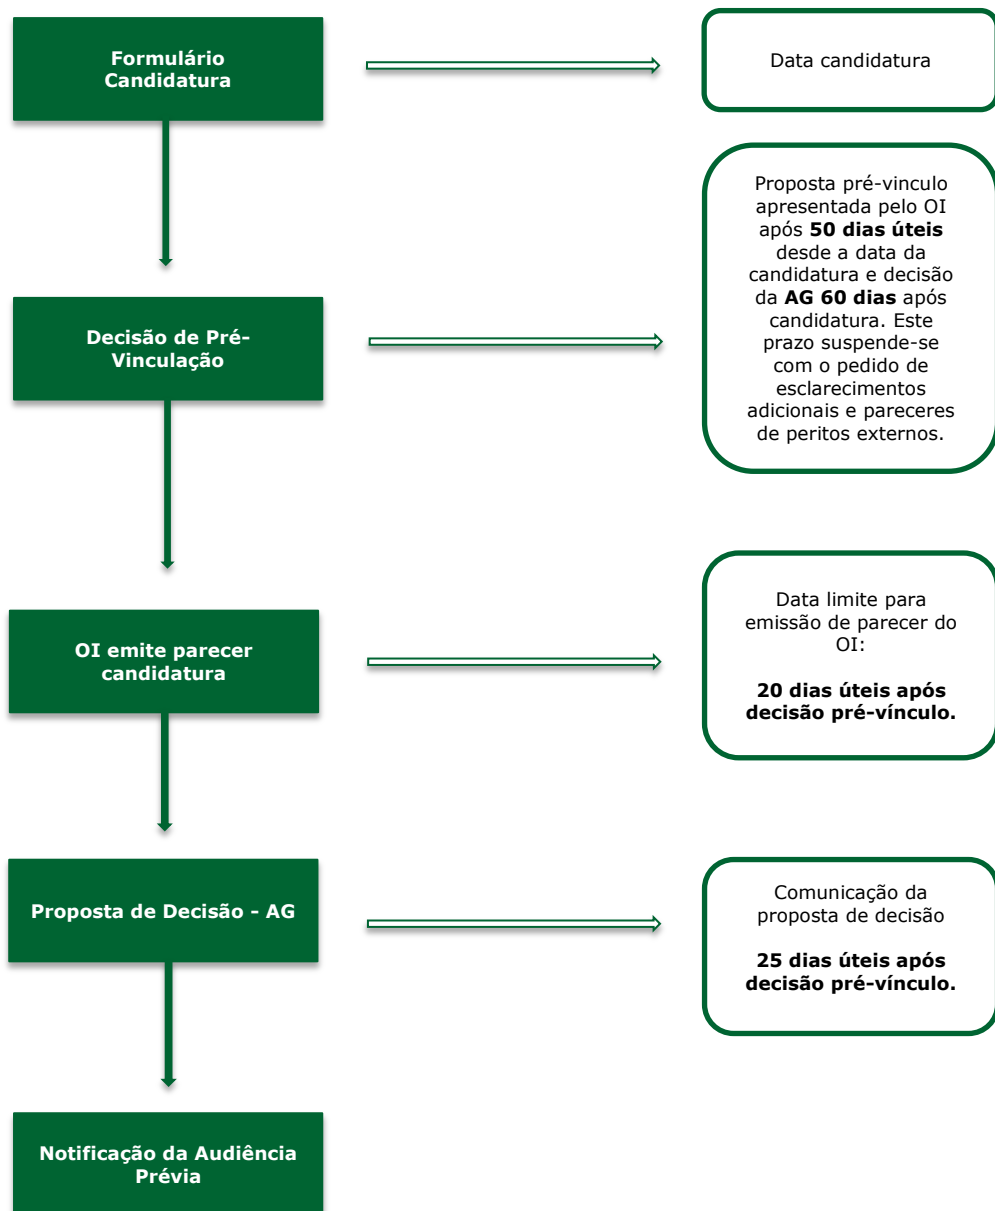 Formulário
Candidatura
Data candidatura
Proposta pré-vinculo
apresentada pelo OI
após 50 dias úteis
desde a data da
candidatura e decisão
da AG 60 dias após
candidatura. Este
prazo suspende-se
com o pedido de
esclarecimentos
adicionais e pareceres
de peritos externos.
Decisão de Pré-
Vinculação
OI emite parecer
candidatura
Data limite para
emissão de parecer do
OI:
20 dias úteis após
decisão pré-vínculo.
Proposta de Decisão - AG
Comunicação da
proposta de decisão
25 dias úteis após
decisão pré-vínculo.
Notificação da Audiência
Prévia